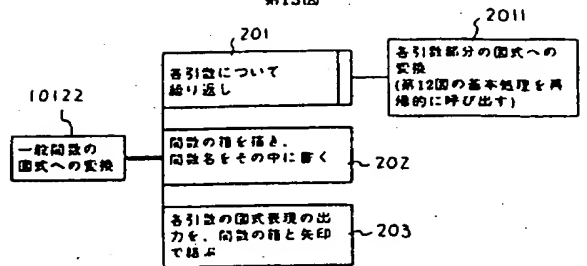 第13図
201
各引数について
繰り返し
2011
各引数部分の図式への
変換
(第12図の基本処理を再
帰的に呼び出す)
10122
一般関数の
図式への変換
関数の箱を描き、
関数名をその中に書く
202
各引数の図式表現の出
力を、関数の箱と矢印
で結ぶ
203